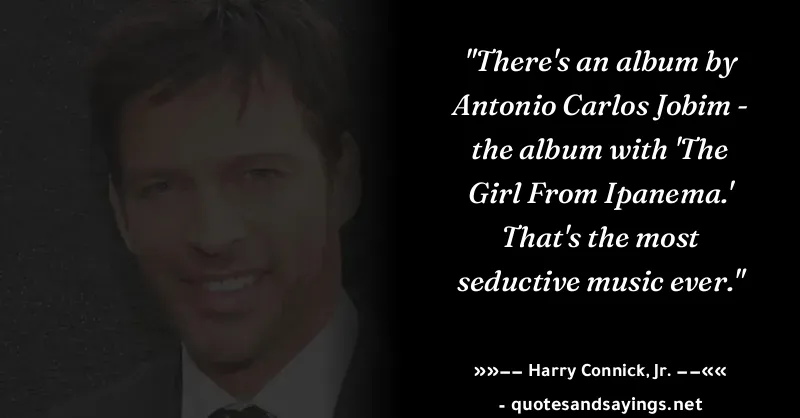 "There's an album by
Antonio Carlos Jobim -
the album with 'The
Girl From Ipanema.'
That's the most
seductive music ever."
»»–– Harry Connick, Jr. ––««
- quotesandsayings.net